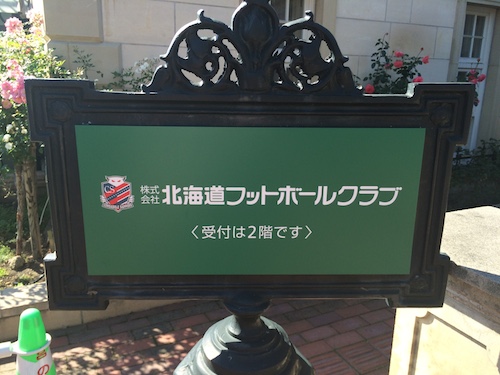 株式会社 北海道フットボールクラブ
〈受付は2階です〉
の